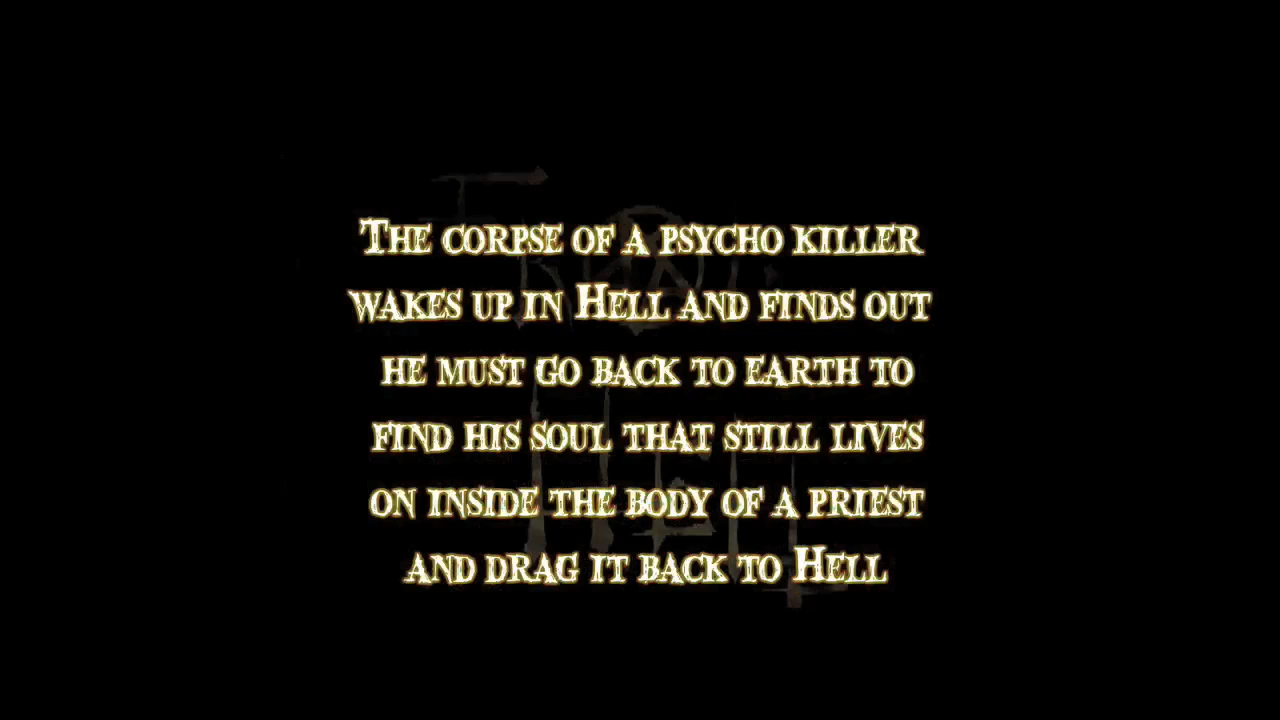 The corpse of a psycho killer
wakes up in Hell and finds out
he must go back to earth to
find his soul that still lives
on inside the body of a priest
and drag it back to Hell